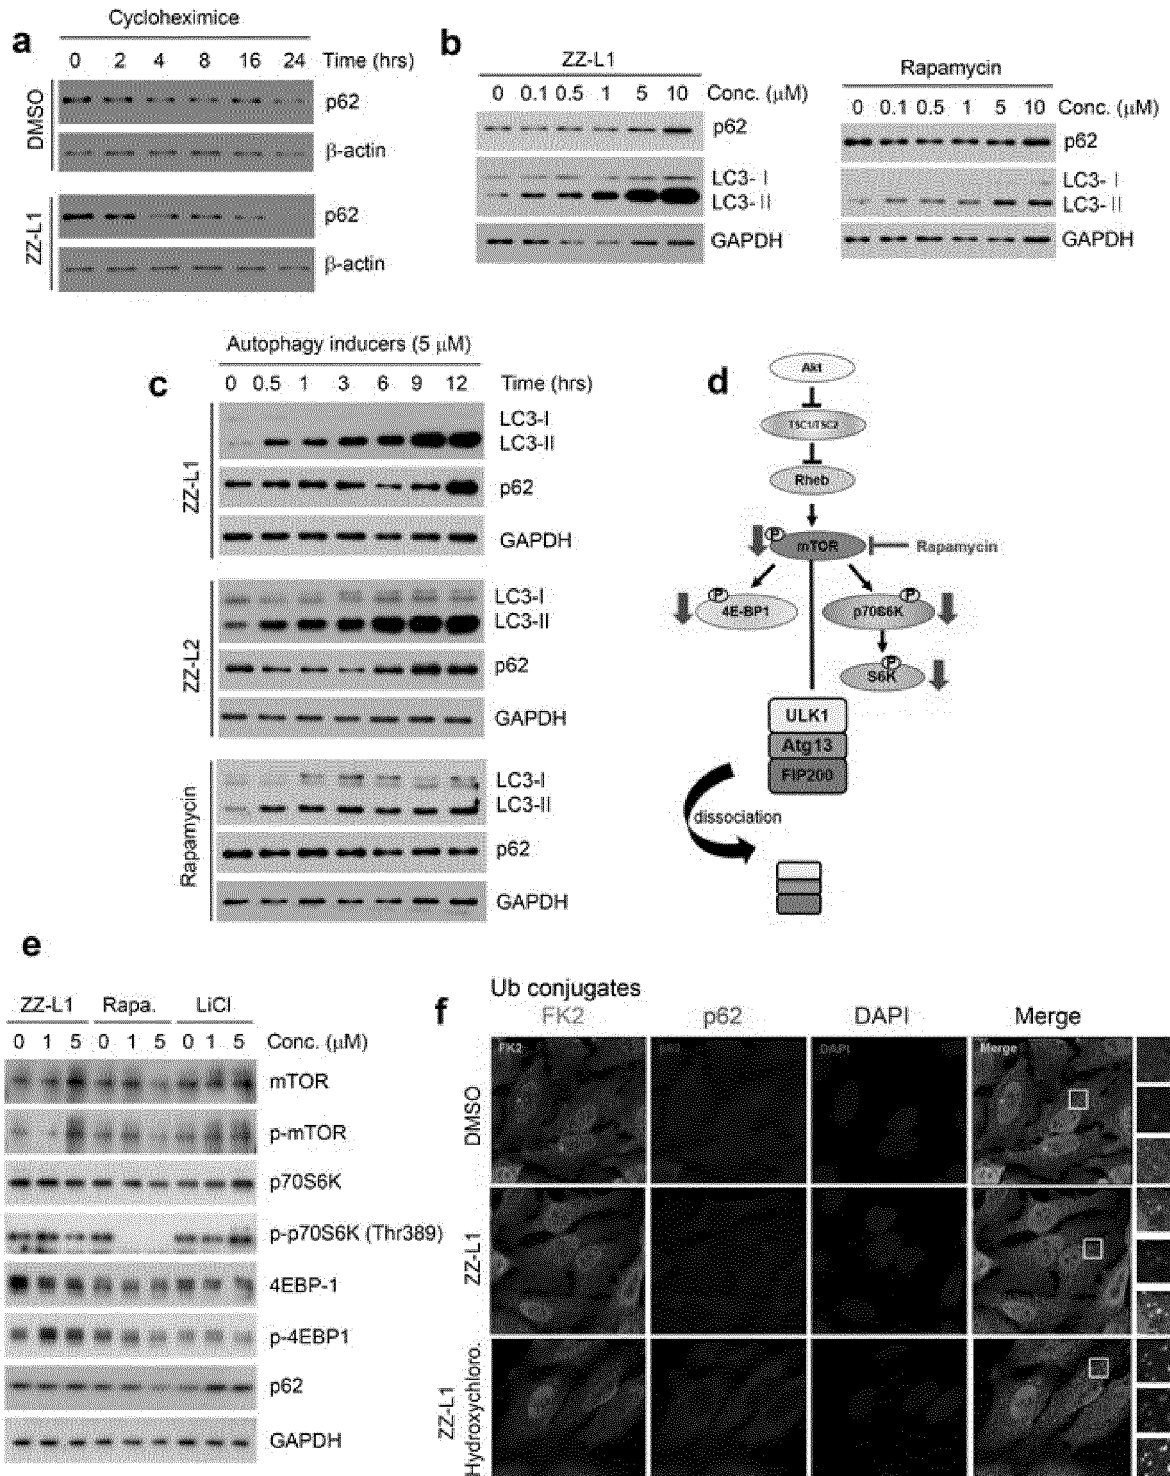 a
Cycloheximice
0 2 4 8 16 24 Time (hrs)
DMSO
p62
β-actin
ZZ-L1
p62
β-actin
b
ZZ-L1
0 0.1 0.5 1 5 10 Conc. (μM)
p62
LC3-Ⅰ
LC3-Ⅱ
GAPDH
Rapamycin
0 0.1 0.5 1 5 10 Conc. (μM)
p62
LC3-Ⅰ
LC3-Ⅱ
GAPDH
c
Autophagy inducers (5 μM)
0 0.5 1 3 6 9 12 Time (hrs)
ZZ-L1
LC3-I
LC3-II
p62
GAPDH
ZZ-L2
LC3-I
LC3-II
p62
GAPDH
Rapamycin
LC3-I
LC3-II
p62
GAPDH
d
Akt
TSC1/TSC2
Rheb
P
mTOR
Rapamycin
P
4E-BP1
P
p70S6K
P
S6K
ULK1
Atg13
FIP200
dissociation
e
ZZ-L1 Rapa. LiCl
0 1 5 0 1 5 0 1 5 Conc. (μM)
mTOR
p-mTOR
p70S6K
p-p70S6K (Thr389)
4EBP-1
p-4EBP1
p62
GAPDH
f
Ub conjugates
FK2 p62 DAPI Merge
FK2
DAPI
Merge
DMSO
ZZ-L1
ZZ-L1
Hydroxychloro.